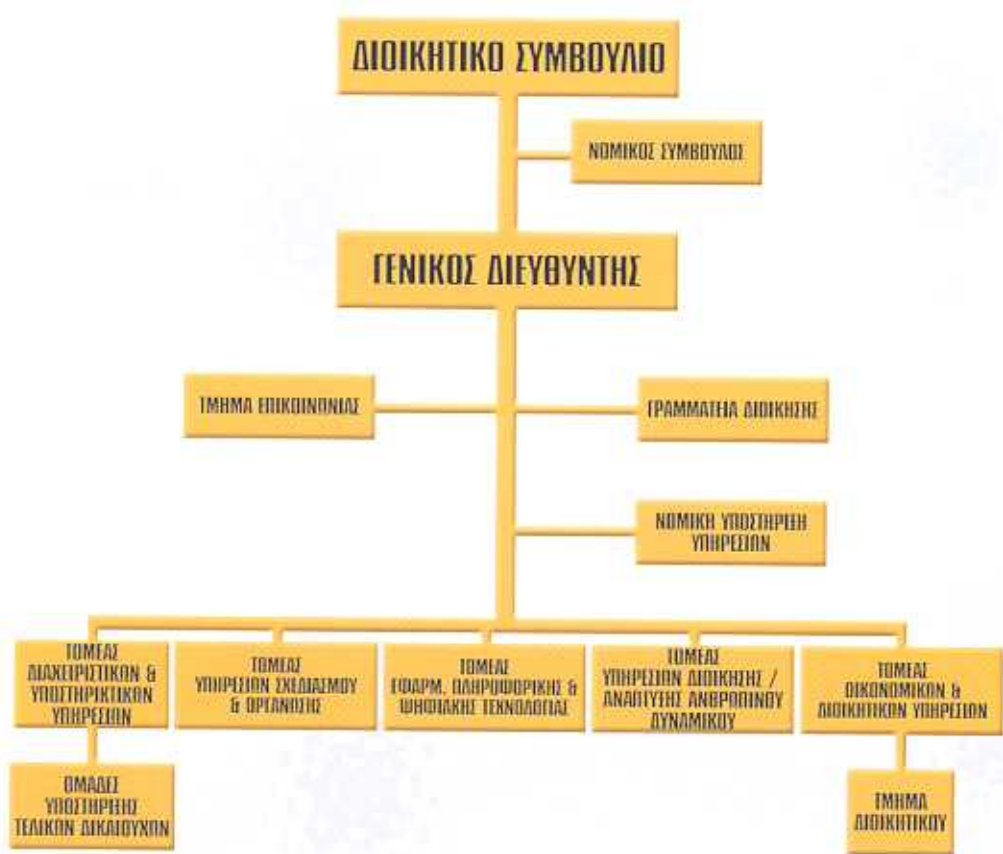 ΔΙΟΙΚΗΤΙΚΟ ΣΥΜΒΟΥΛΙΟ
ΝΟΜΙΚΟΣ ΣΥΜΒΟΥΛΟΣ
ΓΕΝΙΚΟΣ ΔΙΕΥΘΥΝΤΗΣ
ΤΜΗΜΑ ΕΠΙΚΟΙΝΩΝΙΑΣ
ΓΡΑΜΜΑΤΕΙΑ ΔΙΟΙΚΗΣΗΣ
ΝΟΜΙΚΗ ΥΠΟΣΤΗΡΙΞΗ
ΥΠΗΡΕΣΙΩΝ
ΤΟΜΕΑΣ
ΔΙΑΧΕΙΡΙΣΤΙΚΩΝ &
ΥΠΟΣΤΗΡΙΚΤΙΚΩΝ
ΥΠΗΡΕΣΙΩΝ
ΤΟΜΕΑΣ
ΥΠΗΡΕΣΙΩΝ ΣΧΕΔΙΑΣΜΟΥ
& ΟΡΓΑΝΩΣΗΣ
ΤΟΜΕΑΣ
ΕΦΑΡΜ. ΠΛΗΡΟΦΟΡΙΚΗΣ &
ΨΗΦΙΑΚΗΣ ΤΕΧΝΟΛΟΓΙΑΣ
ΤΟΜΕΑΣ
ΥΠΗΡΕΣΙΩΝ ΔΙΟΙΚΗΣΗΣ /
ΑΝΑΠΤΥΞΗΣ ΑΝΘΡΩΠΙΝΟΥ
ΔΥΝΑΜΙΚΟΥ
ΤΟΜΕΑΣ
ΟΙΚΟΝΟΜΙΚΩΝ &
ΔΙΟΙΚΗΤΙΚΩΝ ΥΠΗΡΕΣΙΩΝ
ΟΜΑΔΕΣ
ΥΠΟΣΤΗΡΙΞΗΣ
ΤΕΛΙΚΩΝ ΔΙΚΑΙΟΥΧΩΝ
ΤΜΗΜΑ
ΔΙΟΙΚΗΤΙΚΟΥ